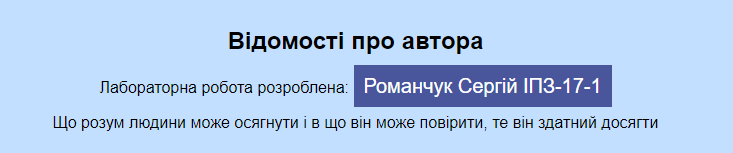 Відомості про автора
Лабораторна робота розроблена: Романчук Сергій ІПЗ-17-1
Що розум людини може осягнути і в що він може повірити, те він здатний досягти